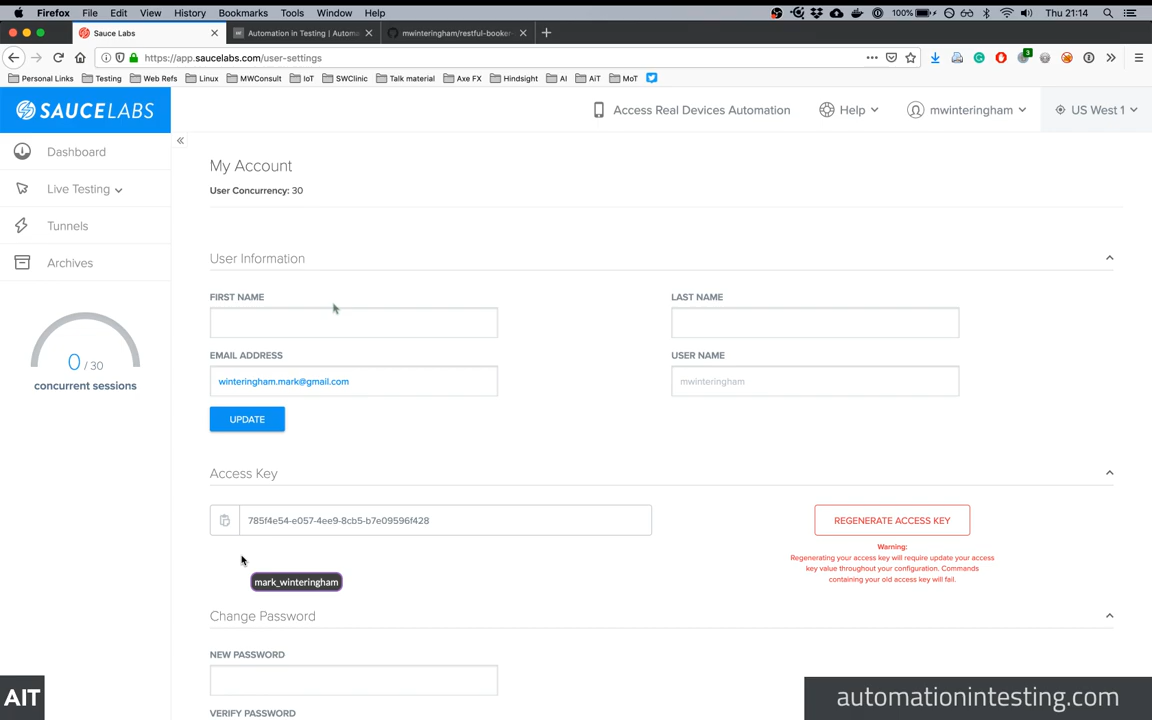 Firefox File Edit View History Bookmarks Tools Window Help 100% Thu 21:14
Sauce Labs Automation in Testing | Automa mwinteringham/restful-booker-
https://app.saucelabs.com/user-settings 3
Personal Links Testing Web Refs Linux MWConsult IoT SWClinic Talk material Axe FX Hindsight AI AiT MoT
SAUCELABS Access Real Devices Automation Help mwinteringham US West 1
Dashboard
Live Testing
Tunnels
Archives
0 / 30
concurrent sessions
My Account
User Concurrency: 30
User Information
FIRST NAME LAST NAME
EMAIL ADDRESS USER NAME
winteringham.mark@gmail.com mwinteringham
UPDATE
Access Key
785f4e54-e057-4ee9-8cb5-b7e09596f428 REGENERATE ACCESS KEY
Warning:
Regenerating your access key will require update your access
key value throughout your configuration. Commands
containing your old access key will fail.
mark_winteringham
Change Password
NEW PASSWORD
VERIFY PASSWORD
AIT automationintesting.com